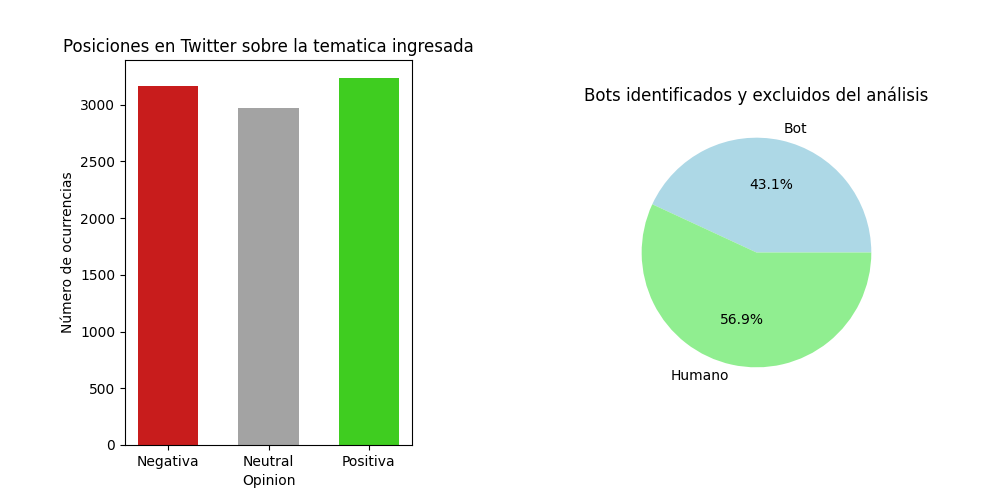 Posiciones en Twitter sobre la tematica ingresada
Número de ocurrencias
3000
2500
2000
1500
1000
500
0
Negativa
Neutral
Positiva
Opinion
Bots identificados y excluidos del análisis
Bot
43.1%
56.9%
Humano